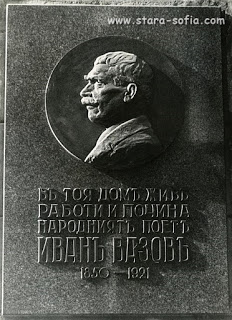 www.stara-sofia.com
ВЪ ТОЯ ДОМЪ ЖИВѢ
РАБОТИ И ПОЧИНА
НАРОДНИЯТЪ ПОЕТЪ
ИВАНЪ ВАЗОВЪ
1850—1921